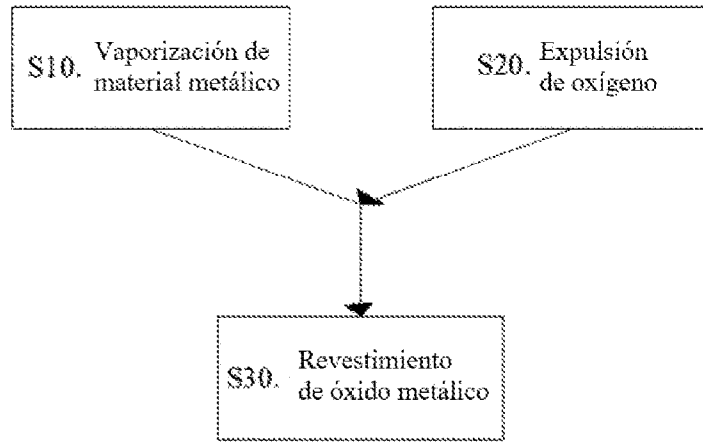 S10. Vaporización de
material metálico
S20. Expulsión
de oxígeno
S30. Revestimiento
de óxido metálico